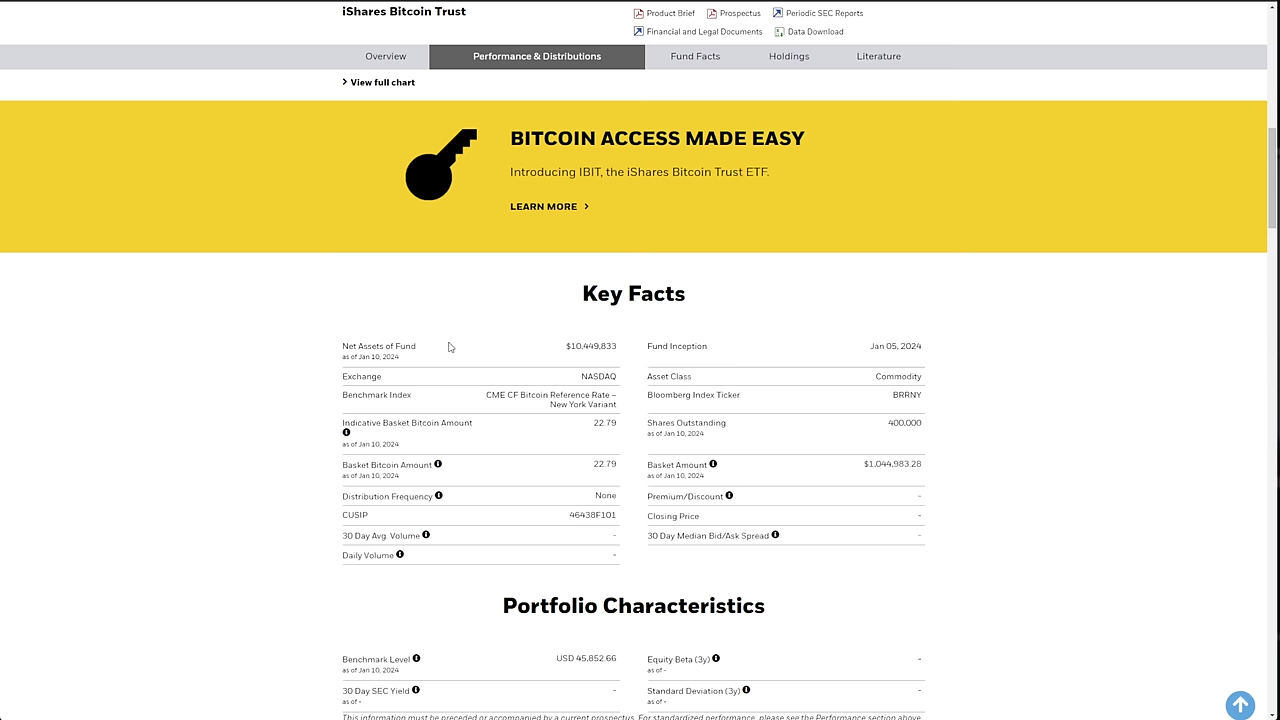 iShares Bitcoin Trust
Product Brief
Prospectus
Periodic SEC Reports
Financial and Legal Documents
Data Download
Overview
Performance & Distributions
Fund Facts
Holdings
Literature
View full chart
BITCOIN ACCESS MADE EASY
Introducing IBIT, the iShares Bitcoin Trust ETF.
LEARN MORE
Key Facts
Net Assets of Fund $10,449,833
as of Jan 10, 2024
Exchange NASDAQ
Benchmark Index CME CF Bitcoin Reference Rate –
New York Variant
Indicative Basket Bitcoin Amount 22.79
as of Jan 10, 2024
Basket Bitcoin Amount 22.79
as of Jan 10, 2024
Distribution Frequency None
CUSIP 46438F101
30 Day Avg. Volume -
Daily Volume -
Fund Inception Jan 05, 2024
Asset Class Commodity
Bloomberg Index Ticker BRRNY
Shares Outstanding 400,000
as of Jan 10, 2024
Basket Amount $1,044,983.28
as of Jan 10, 2024
Premium/Discount -
Closing Price -
30 Day Median Bid/Ask Spread -
Portfolio Characteristics
Benchmark Level USD 45,852.66
as of Jan 10, 2024
30 Day SEC Yield -
as of -
Equity Beta (3y) -
as of -
Standard Deviation (3y) -
as of -
This information must be preceded or accompanied by a current prospectus. For standardized performance, please see the Performance section above.